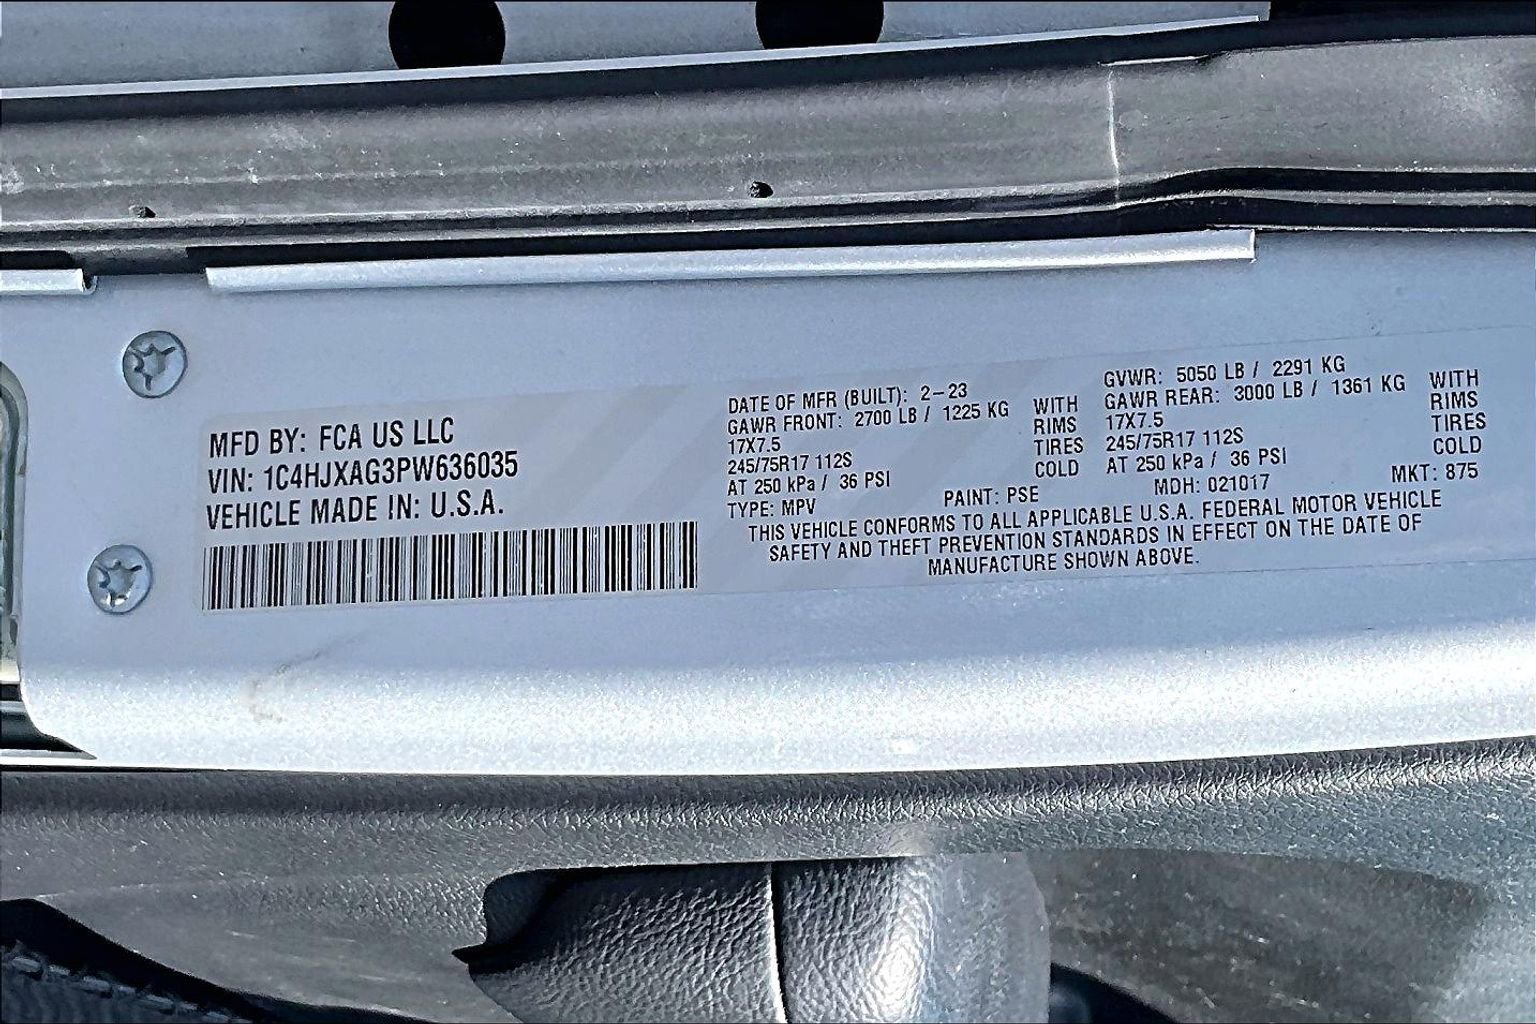 MFD BY: FCA US LLC
VIN: 1C4HJXAG3PW636035
VEHICLE MADE IN: U.S.A.
DATE OF MFR (BUILT): 2-23
GAWR FRONT: 2700 LB / 1225 KG WITH
17X7.5 RIMS
245/75R17 112S TIRES
AT 250 kPa / 36 PSI COLD
TYPE: MPV
GVWR: 5050 LB / 2291 KG
GAWR REAR: 3000 LB / 1361 KG WITH
17X7.5 RIMS
245/75R17 112S TIRES
AT 250 kPa / 36 PSI COLD
PAINT: PSE MDH: 021017 MKT: 875
THIS VEHICLE CONFORMS TO ALL APPLICABLE U.S.A. FEDERAL MOTOR VEHICLE
SAFETY AND THEFT PREVENTION STANDARDS IN EFFECT ON THE DATE OF
MANUFACTURE SHOWN ABOVE.